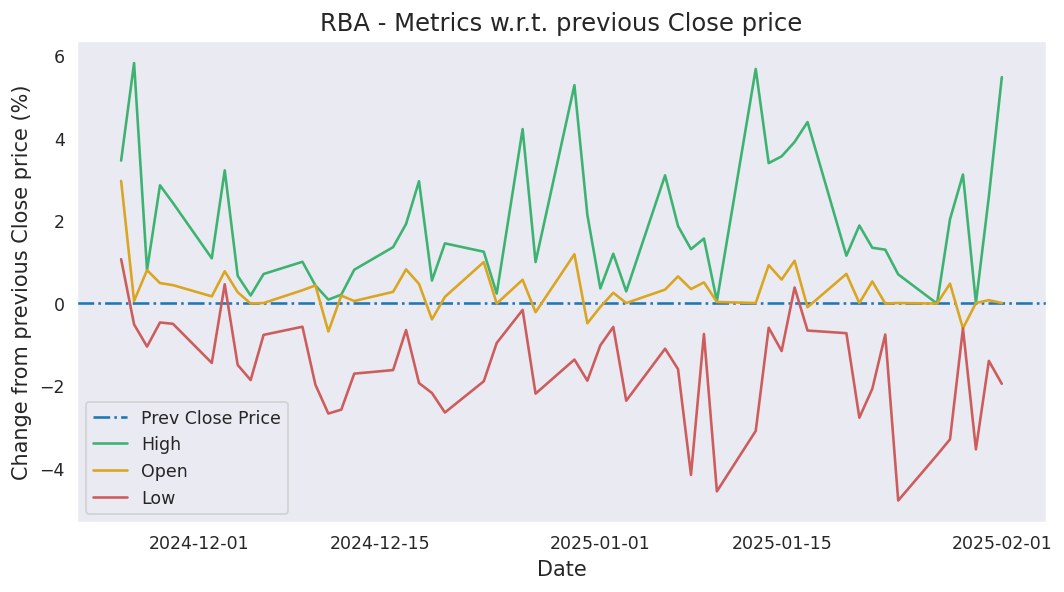 RBA - Metrics w.r.t. previous Close price
Change from previous Close price (%)
6
4
2
0
−2
−4
Prev Close Price
High
Open
Low
2024-12-01
2024-12-15
2025-01-01
2025-01-15
2025-02-01
Date